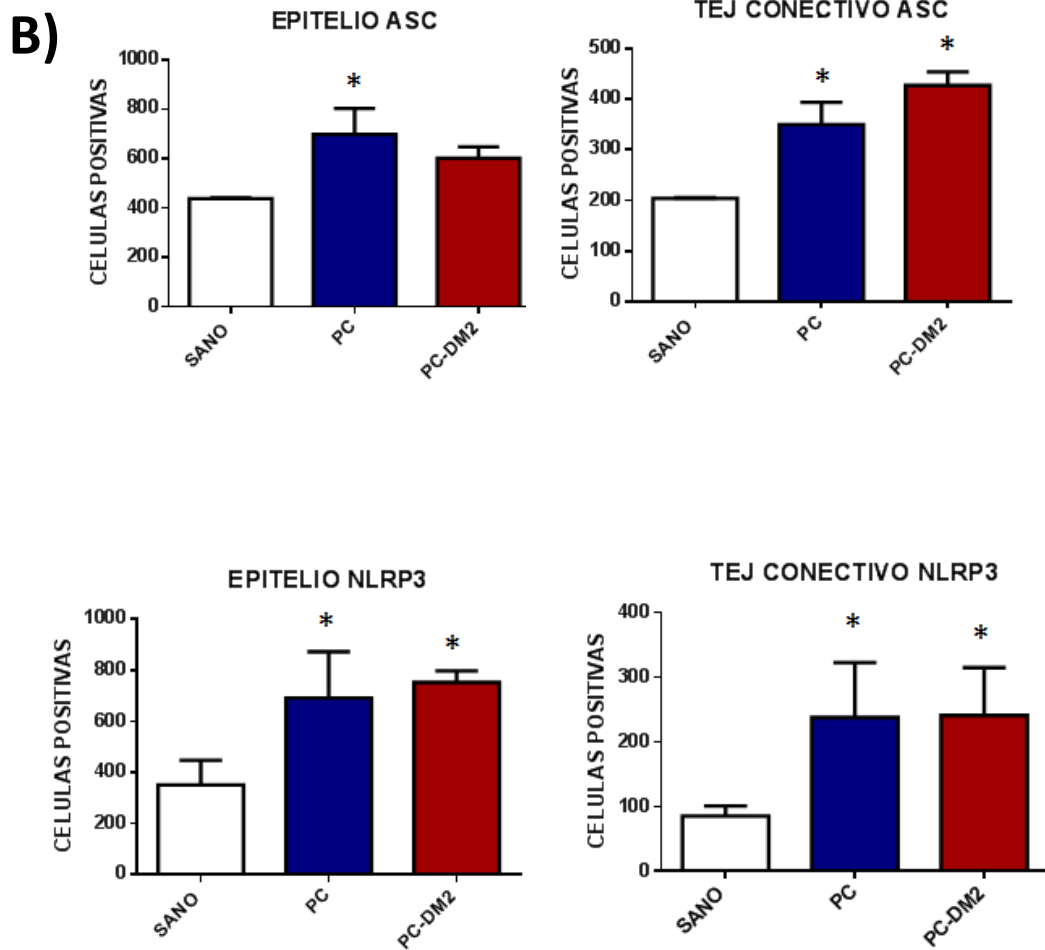 B)
EPITELIO ASC
CELULAS POSITIVAS
1000
800
600
400
200
0
*
SANO
PC
PC-DM2
TEJ CONECTIVO ASC
CELULAS POSITIVAS
500
400
300
200
100
0
*
*
SANO
PC
PC-DM2
EPITELIO NLRP3
CELULAS POSITIVAS
1000
800
600
400
200
0
*
*
SANO
PC
PC-DM2
TEJ CONECTIVO NLRP3
CELULAS POSITIVAS
400
300
200
100
0
*
*
SANO
PC
PC-DM2